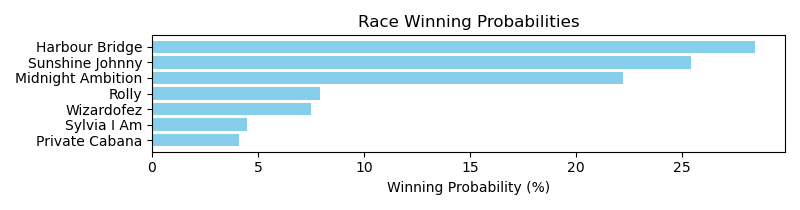 Race Winning Probabilities
Harbour Bridge
Sunshine Johnny
Midnight Ambition
Rolly
Wizardofez
Sylvia I Am
Private Cabana
0 5 10 15 20 25
Winning Probability (%)